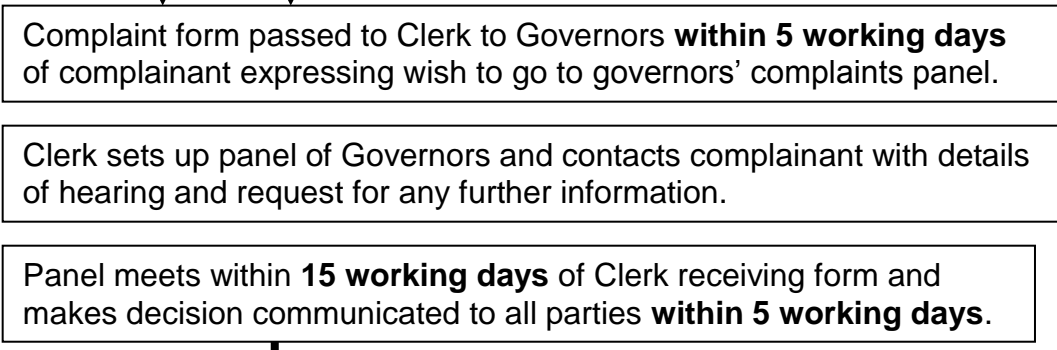 Complaint form passed to Clerk to Governors within 5 working days
of complainant expressing wish to go to governors’ complaints panel.
Clerk sets up panel of Governors and contacts complainant with details
of hearing and request for any further information.
Panel meets within 15 working days of Clerk receiving form and
makes decision communicated to all parties within 5 working days.